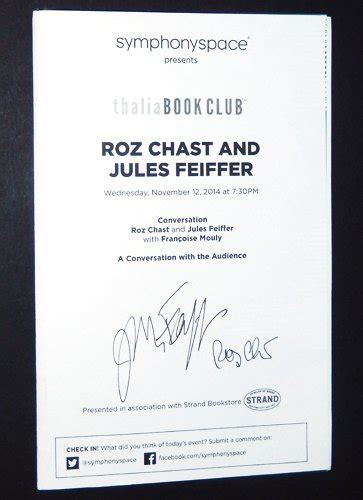 symphonyspace
presents
thaliaBOOKCLUB™
ROZ CHAST AND
JULES FEIFFER
Wednesday, November 12, 2014 at 7:30PM
Conversation
Roz Chast and Jules Feiffer
with Françoise Mouly
A Conversation with the Audience
Presented in association with Strand Bookstore STRAND
CHECK IN! What did you think of today's event? Submit a comment on:
@symphonyspace facebook.com/symphonyspace